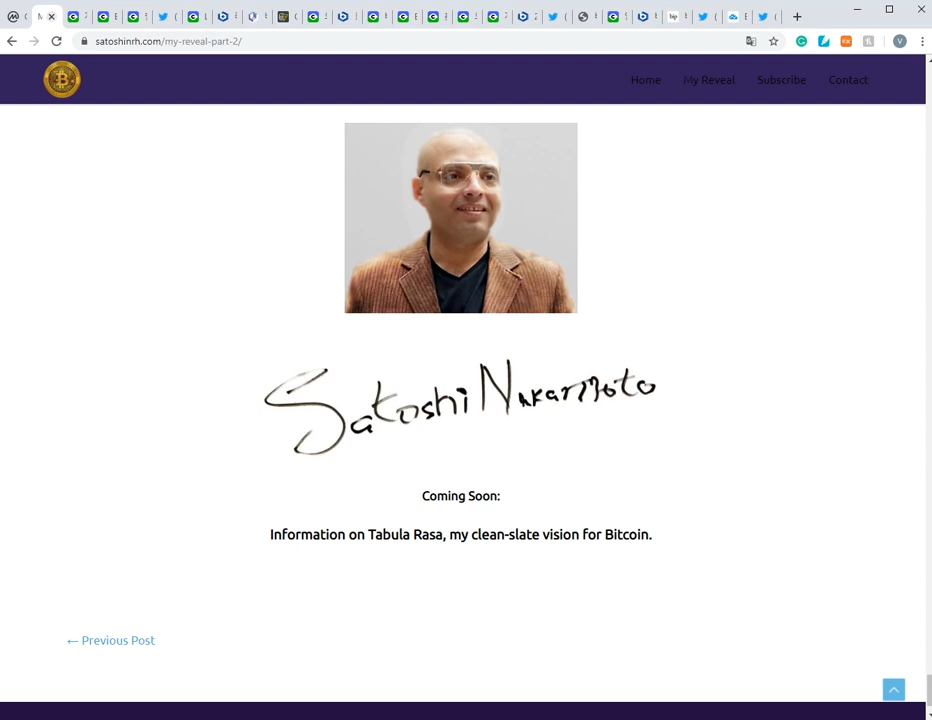 satoshinrh.com/my-reveal-part-2/
V
Home
My Reveal
Subscribe
Contact
Satoshi Nakamoto
Coming Soon:
Information on Tabula Rasa, my clean-slate vision for Bitcoin.
← Previous Post